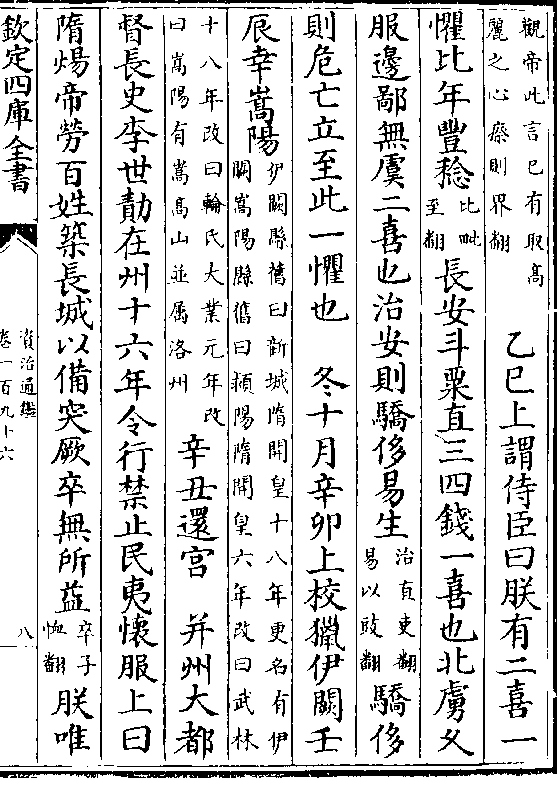 觀帝此言已有取高
麗之心瘵則界翻
乙巳上謂侍臣曰朕有二喜一
懼比年豐稔
比毗
至翻
長安斗粟直三四錢一喜也北虜久
服邊鄙無虞二喜也治安則驕侈易生
治直吏翻
易以䜴翻
驕侈
則危亡立至此一懼也 冬十月辛卯上校獵伊闕壬
辰幸嵩陽
伊闕縣舊曰新城隋開皇十八年更名有伊
闕嵩陽縣舊曰潁陽隋開皇六年改曰武林
十八年改曰輪氏大業元年改
曰嵩陽有嵩高山並属洛州
辛丑還宮 并州大都
督長史李世勣在州十六年令行禁止民夷懷服上曰
隋煬帝勞百姓築長城以備突厥卒無所益
卒子
恤翻
朕唯
欽定四庫全書
資治通鑑
卷一百九十六
八